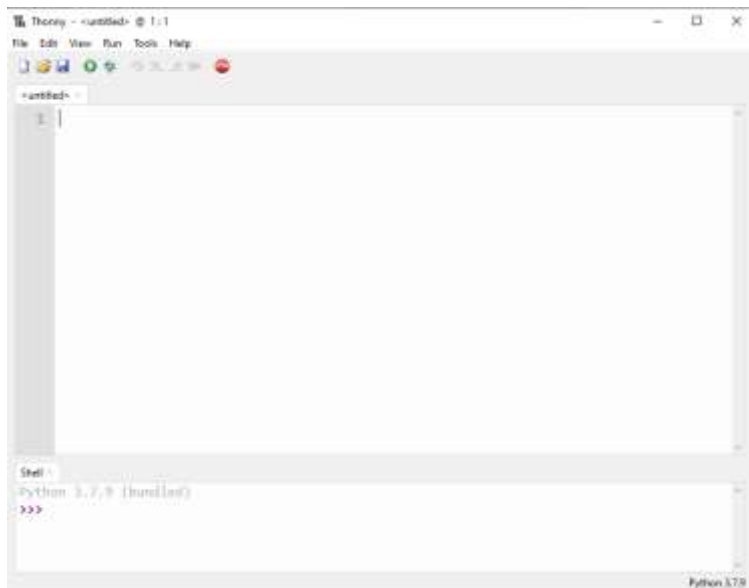 Thonny - <untitled> @ 1:1
File Edit View Run Tools Help
<untitled>
1
Shell
Python 3.7.9 (bundled)
>>>
Python 3.7.9